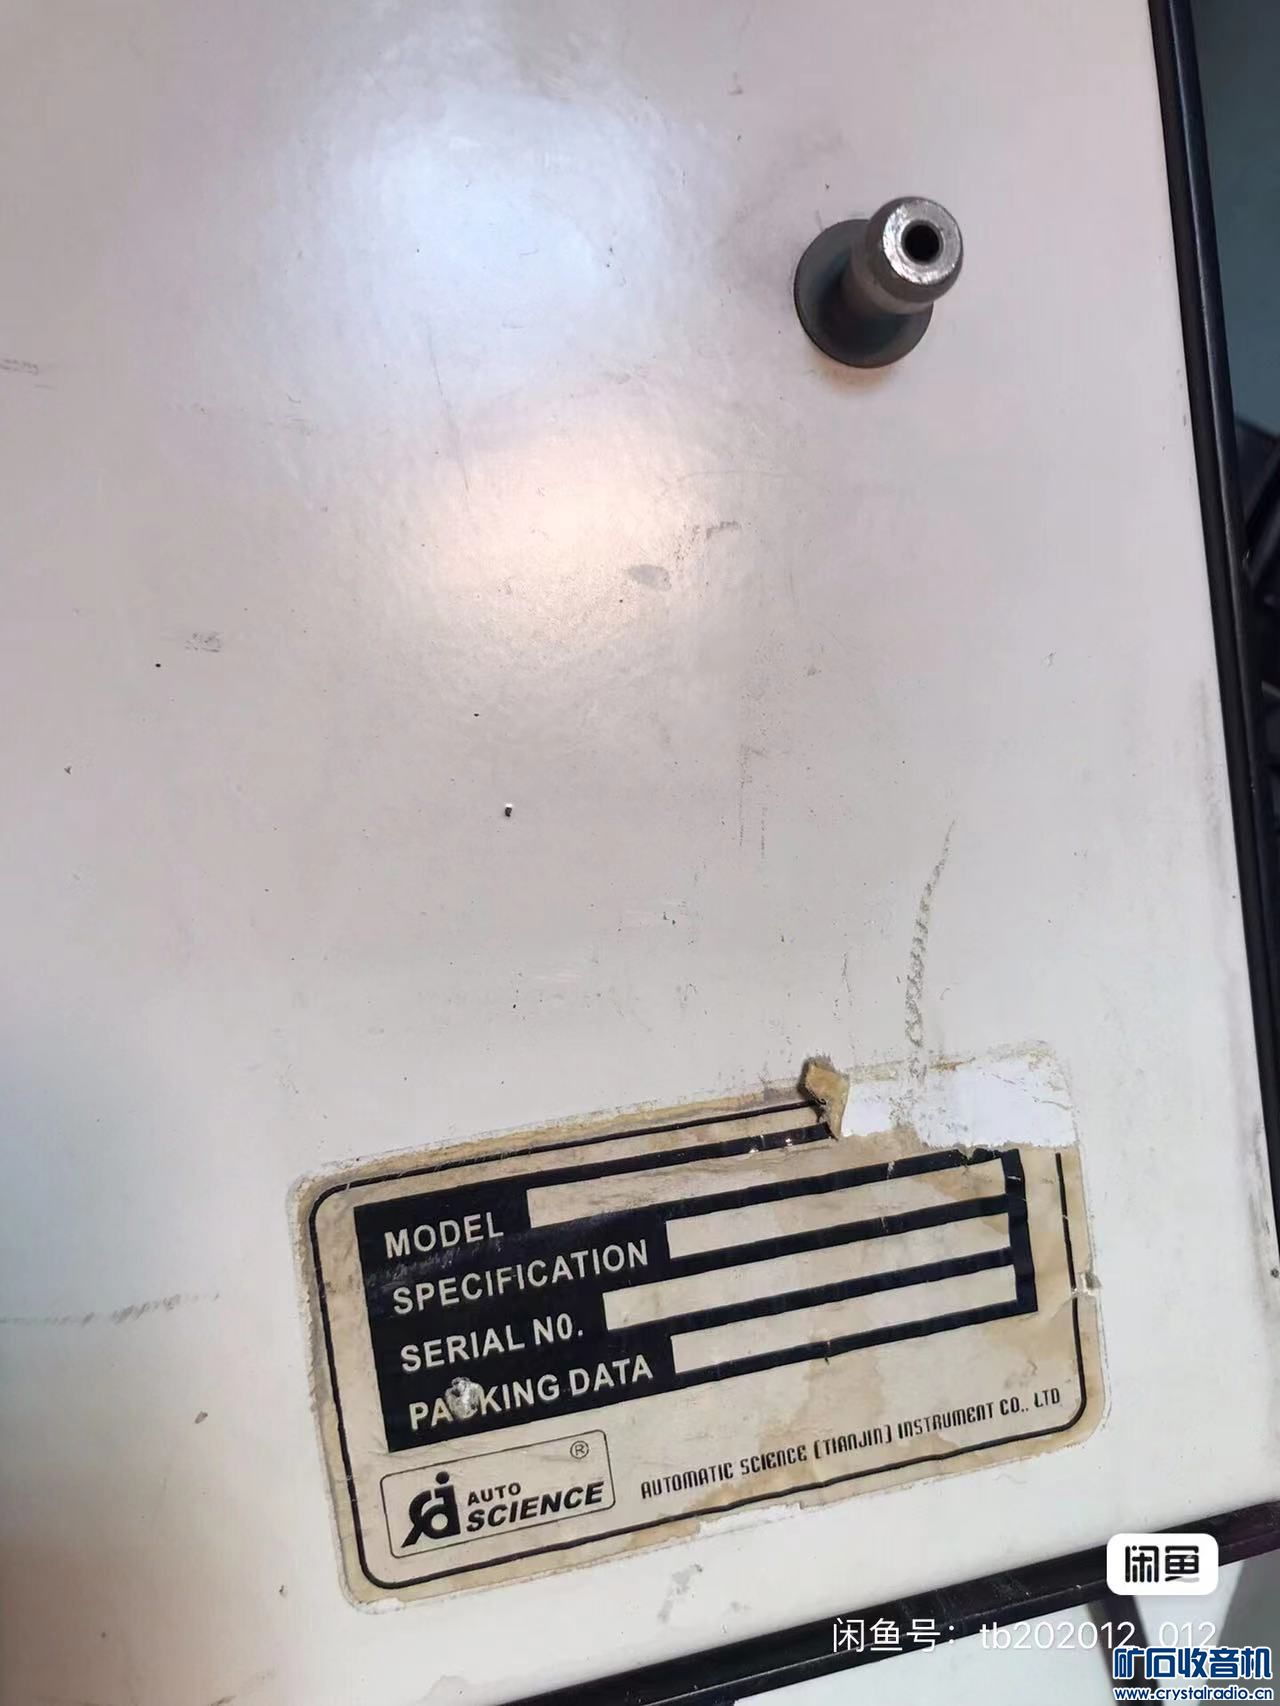 MODEL
SPECIFICATION
SERIAL N0.
PACKING DATA
AUTO
SCIENCE
®
AUTOMATIC SCIENCE (TIANJIN) INSTRUMENT CO., LTD
闲鱼
闲鱼号：tb202012_012
矿石收音机
www.crystalradio.cn